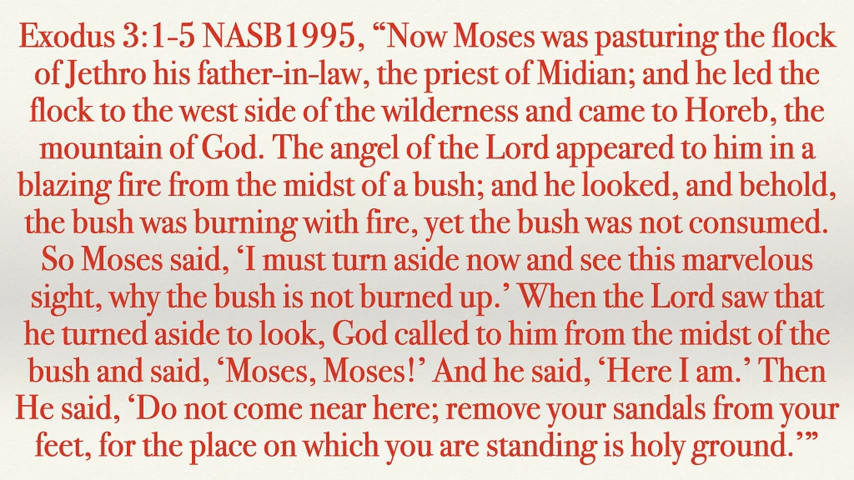 Exodus 3:1-5 NASB1995, “Now Moses was pasturing the flock
of Jethro his father-in-law, the priest of Midian; and he led the
flock to the west side of the wilderness and came to Horeb, the
mountain of God. The angel of the Lord appeared to him in a
blazing fire from the midst of a bush; and he looked, and behold,
the bush was burning with fire, yet the bush was not consumed.
So Moses said, ‘I must turn aside now and see this marvelous
sight, why the bush is not burned up.’ When the Lord saw that
he turned aside to look, God called to him from the midst of the
bush and said, ‘Moses, Moses!’ And he said, ‘Here I am.’ Then
He said, ‘Do not come near here; remove your sandals from your
feet, for the place on which you are standing is holy ground.’”